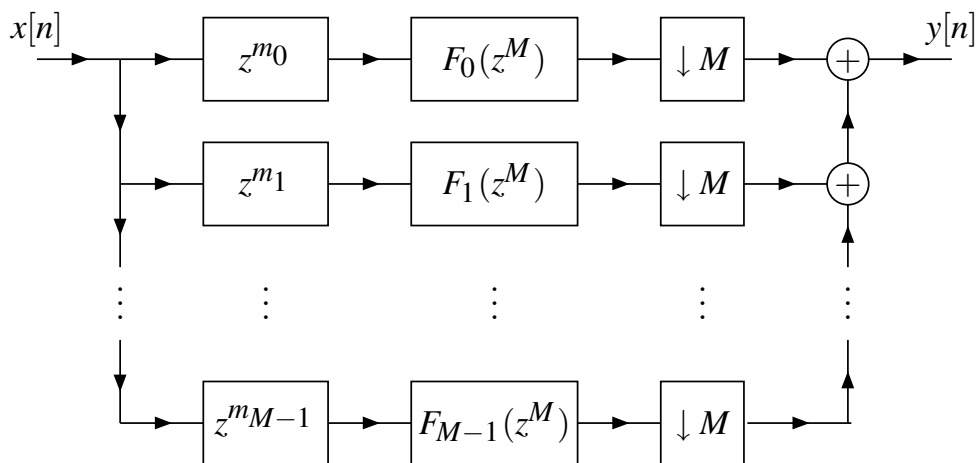 x[n] y[n]
z^{m_0} F_0(z^M) ↓ M +
z^{m_1} F_1(z^M) ↓ M +
⋮ ⋮ ⋮ ⋮ ⋮
z^{m_{M−1}} F_{M−1}(z^M) ↓ M